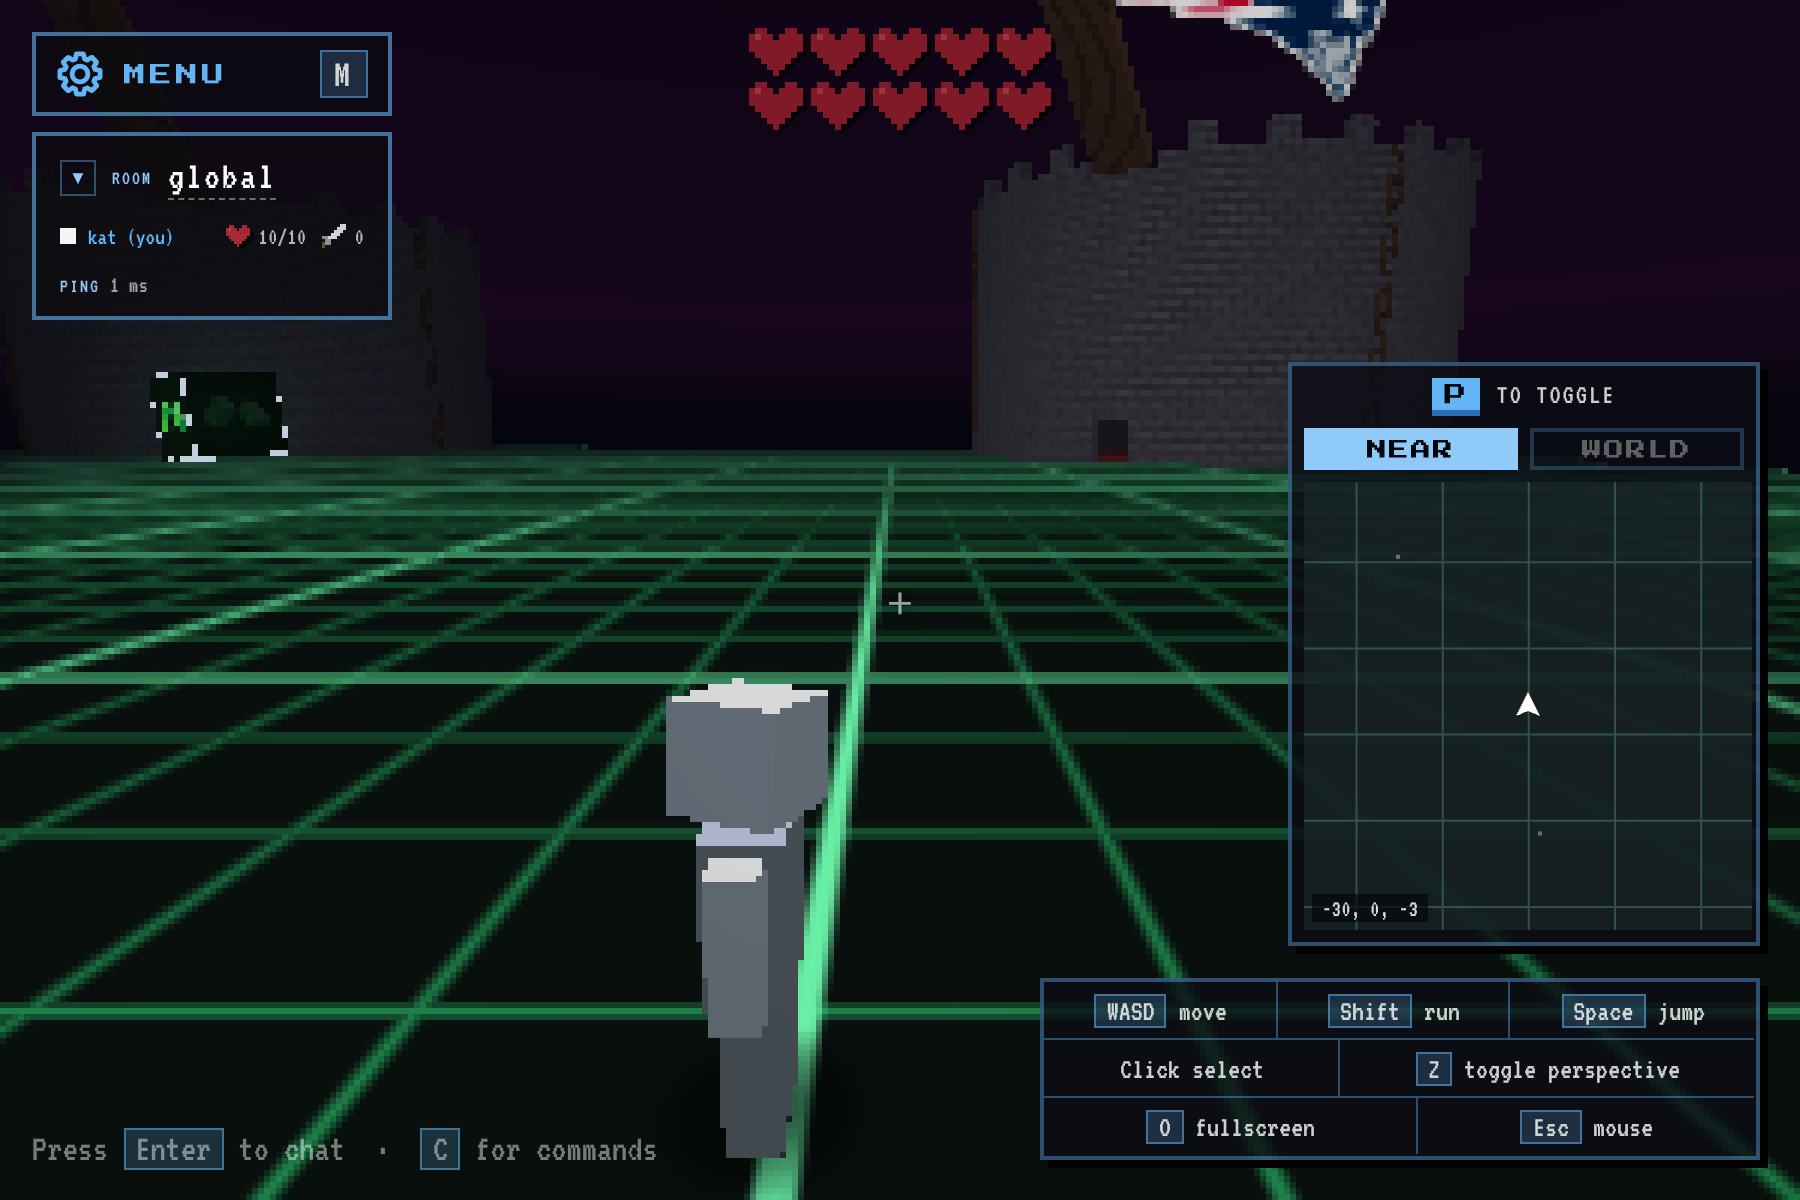 MENU M
▼ ROOM global
kat (you) 10/10 0
PING 1 ms
P TO TOGGLE
NEAR WORLD
-30, 0, -3
WASD move Shift run Space jump
Click select Z toggle perspective
O fullscreen Esc mouse
Press Enter to chat · C for commands